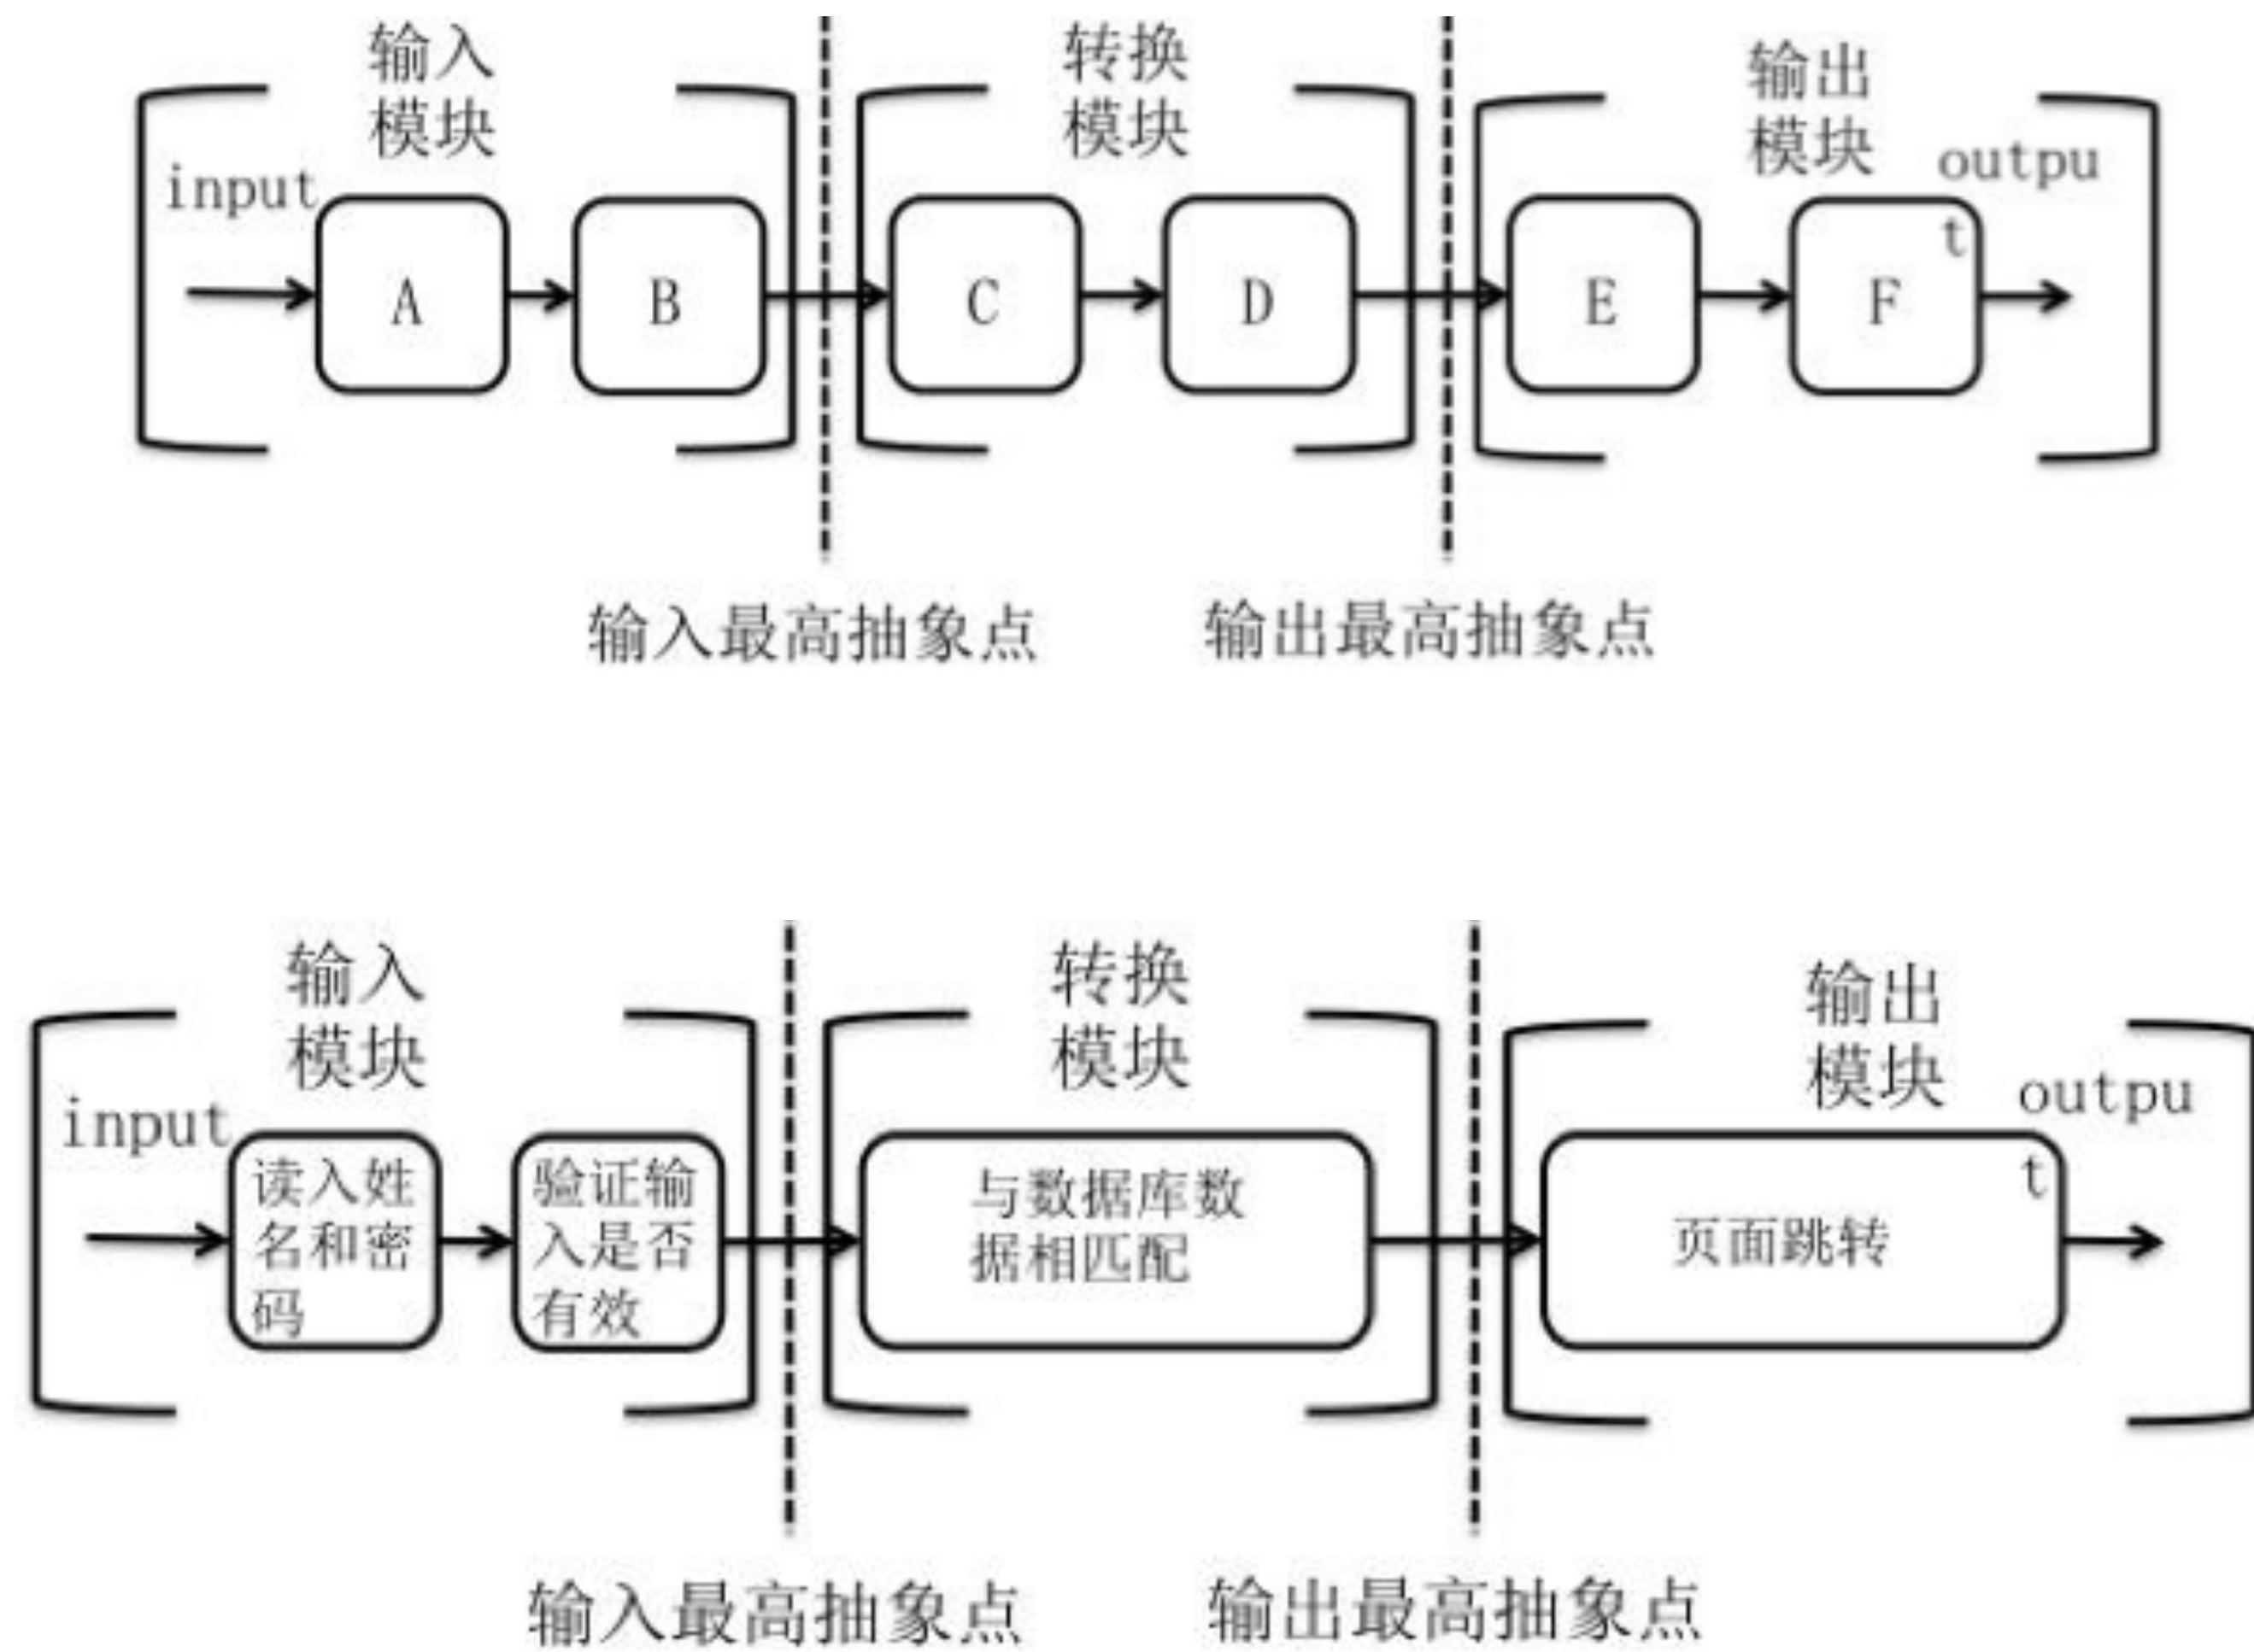 输入
模块
转换
模块
输出
模块
input
outpu
t
A
B
C
D
E
F
输入最高抽象点
输出最高抽象点
输入
模块
转换
模块
输出
模块
input
outpu
t
读入姓
名和密
码
验证输
入是否
有效
与数据库数
据相匹配
页面跳转
输入最高抽象点
输出最高抽象点